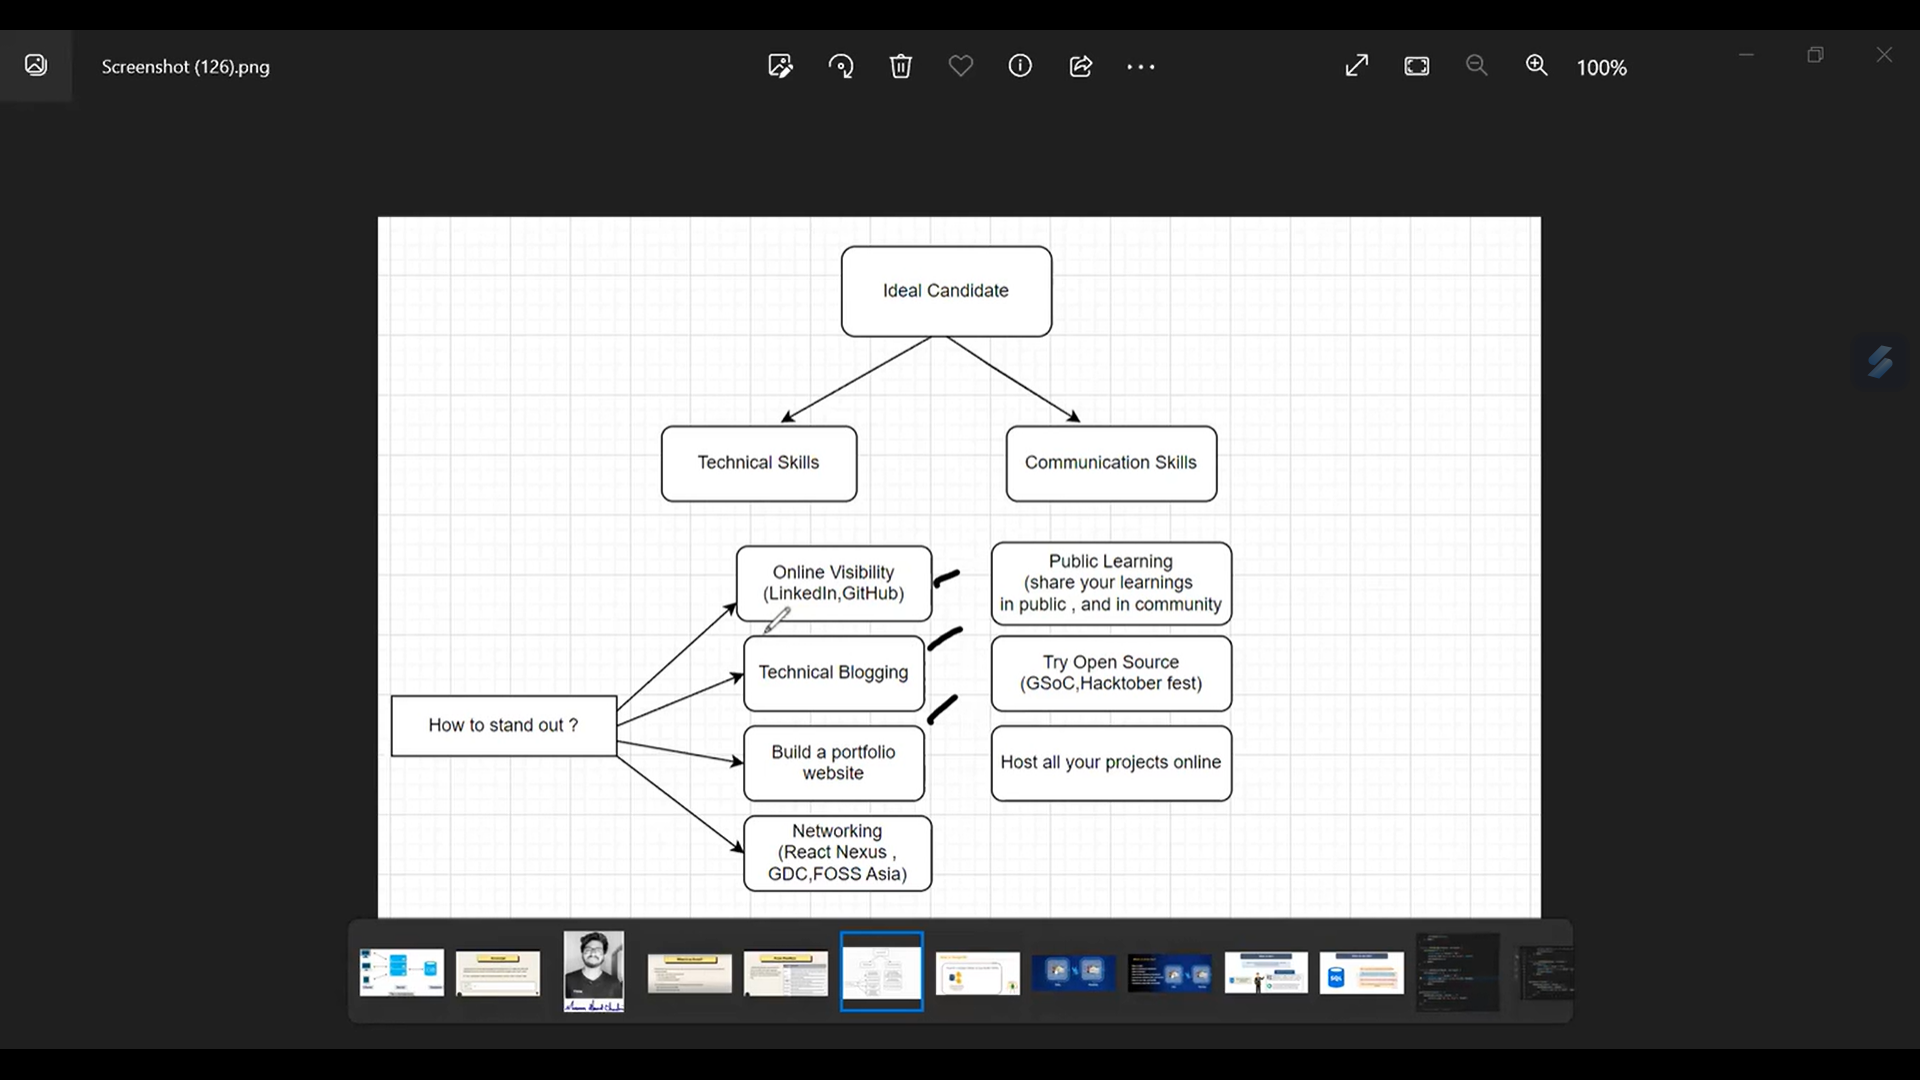 Screenshot (126).png
100%
Ideal Candidate
Technical Skills
Communication Skills
Online Visibility
(LinkedIn,GitHub)
Public Learning
(share your learnings
in public , and in community
Technical Blogging
Try Open Source
(GSoC,Hacktober fest)
How to stand out ?
Build a portfolio
website
Host all your projects online
Networking
(React Nexus ,
GDC,FOSS Asia)
SQL